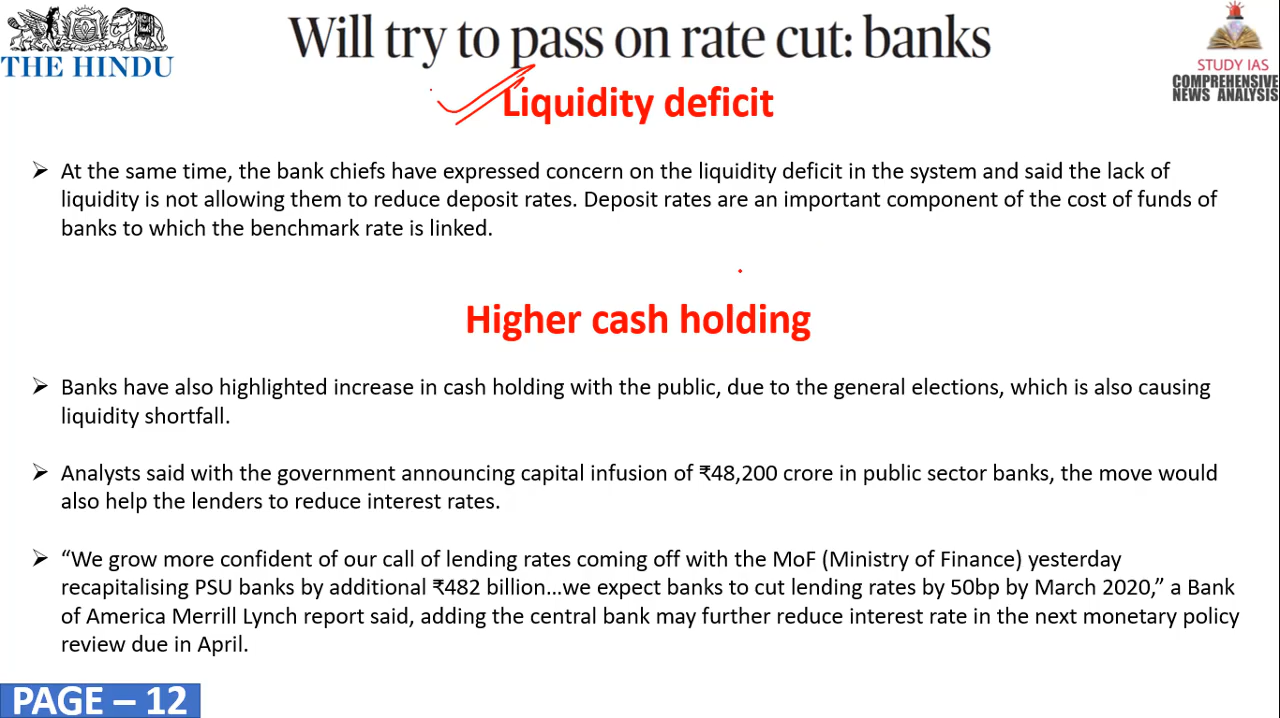 THE HINDU
Will try to pass on rate cut: banks
STUDY IAS
COMPREHENSIVE
NEWS ANALYSIS
Liquidity deficit
➢ At the same time, the bank chiefs have expressed concern on the liquidity deficit in the system and said the lack of
liquidity is not allowing them to reduce deposit rates. Deposit rates are an important component of the cost of funds of
banks to which the benchmark rate is linked.
Higher cash holding
➢ Banks have also highlighted increase in cash holding with the public, due to the general elections, which is also causing
liquidity shortfall.
➢ Analysts said with the government announcing capital infusion of ₹48,200 crore in public sector banks, the move would
also help the lenders to reduce interest rates.
➢ “We grow more confident of our call of lending rates coming off with the MoF (Ministry of Finance) yesterday
recapitalising PSU banks by additional ₹482 billion…we expect banks to cut lending rates by 50bp by March 2020,” a Bank
of America Merrill Lynch report said, adding the central bank may further reduce interest rate in the next monetary policy
review due in April.
PAGE – 12